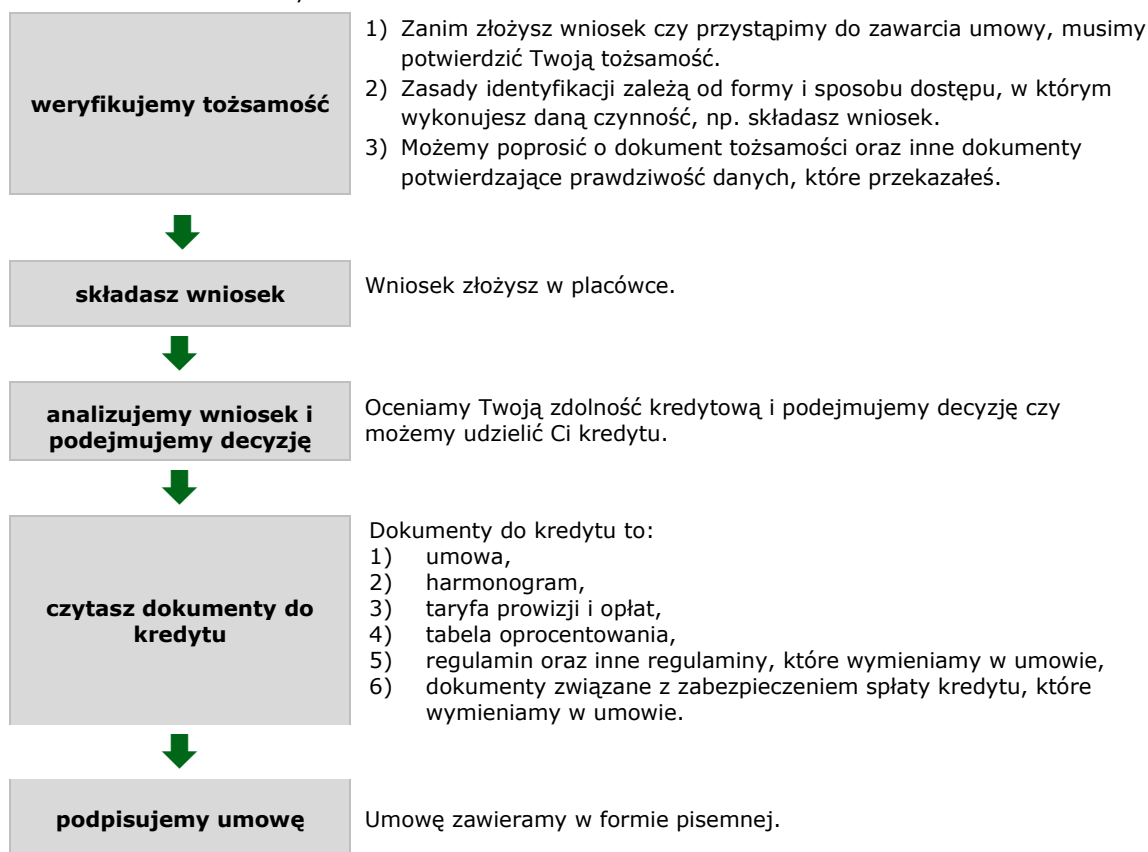 weryfikujemy tożsamość
1) Zanim złożysz wniosek czy przystąpimy do zawarcia umowy, musimy
potwierdzić Twoją tożsamość.
2) Zasady identyfikacji zależą od formy i sposobu dostępu, w którym
wykonujesz daną czynność, np. składasz wniosek.
3) Możemy poprosić o dokument tożsamości oraz inne dokumenty
potwierdzające prawdziwość danych, które przekazałeś.
składasz wniosek
Wniosek złożysz w placówce.
analizujemy wniosek i
podejmujemy decyzję
Oceniamy Twoją zdolność kredytową i podejmujemy decyzję czy
możemy udzielić Ci kredytu.
czytasz dokumenty do
kredytu
Dokumenty do kredytu to:
1) umowa,
2) harmonogram,
3) taryfa prowizji i opłat,
4) tabela oprocentowania,
5) regulamin oraz inne regulaminy, które wymieniamy w umowie,
6) dokumenty związane z zabezpieczeniem spłaty kredytu, które
wymieniamy w umowie.
podpisujemy umowę
Umowę zawieramy w formie pisemnej.